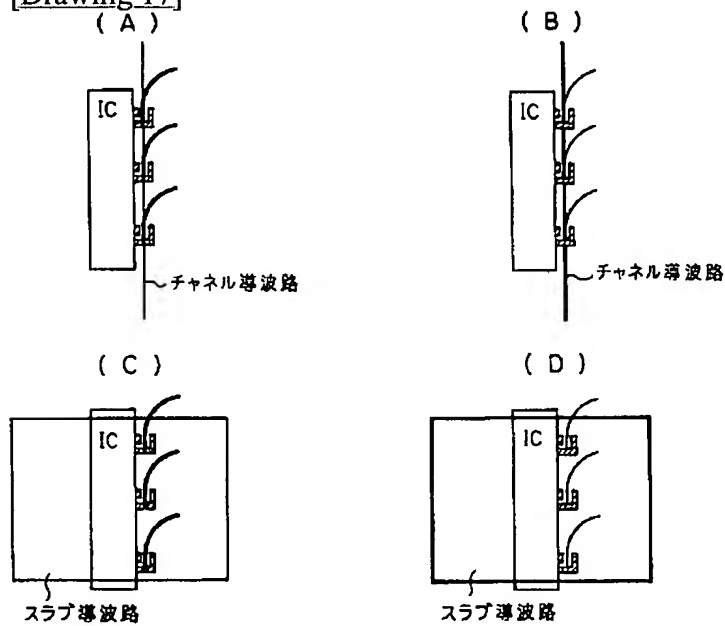 [Drawing 17]
( A )
( B )
IC
IC
チャネル導波路
チャネル導波路
( C )
( D )
IC
IC
スラブ導波路
スラブ導波路